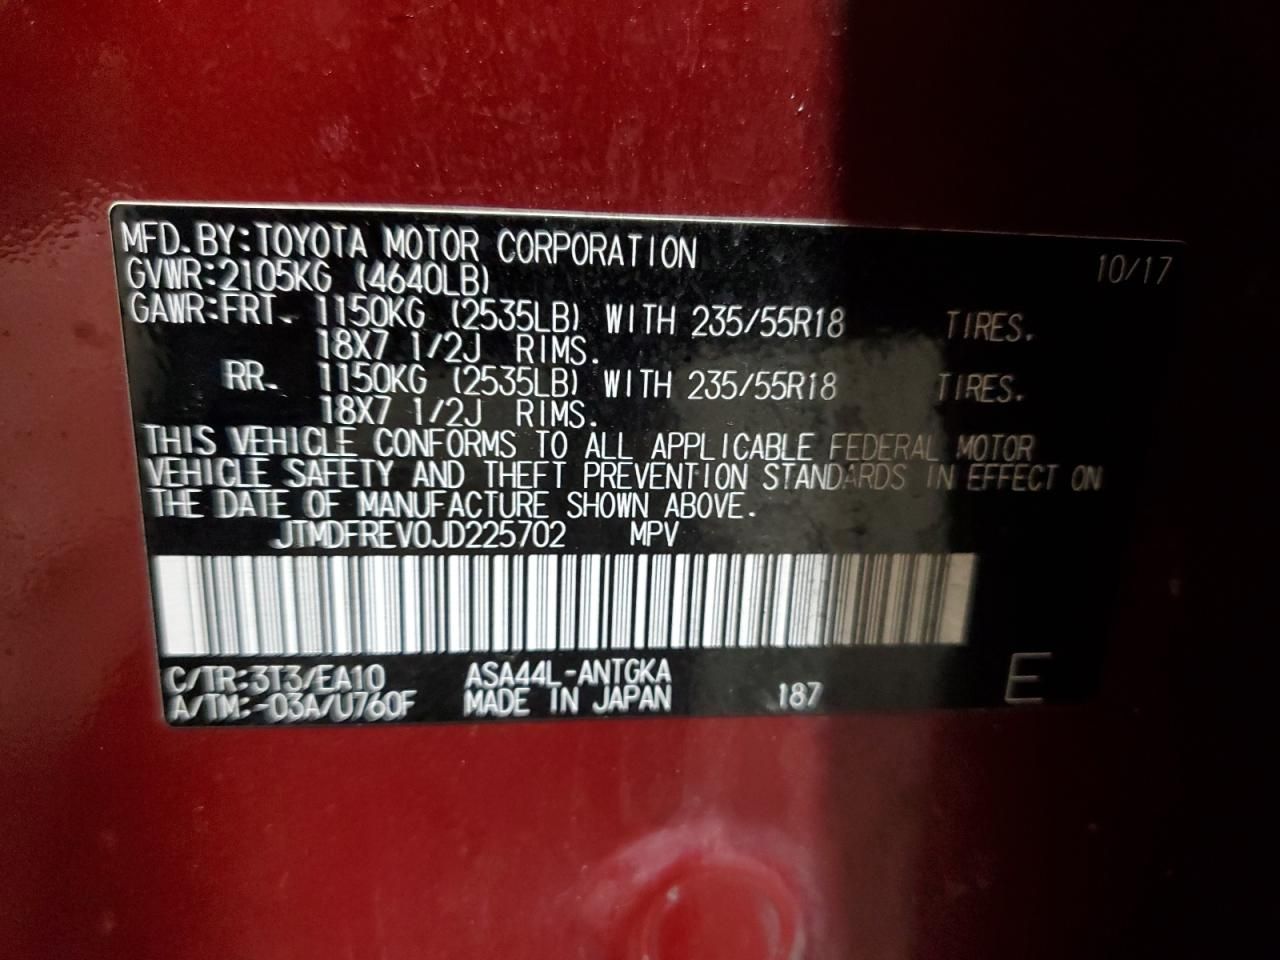 MFD. BY: TOYOTA MOTOR CORPORATION 10/17
GVWR: 2105KG (4640LB)
GAWR: FRT. 1150KG (2535LB) WITH 235/55R18 TIRES.
18X7 1/2J RIMS.
RR. 1150KG (2535LB) WITH 235/55R18 TIRES.
18X7 1/2J RIMS.
THIS VEHICLE CONFORMS TO ALL APPLICABLE FEDERAL MOTOR
VEHICLE SAFETY AND THEFT PREVENTION STANDARDS IN EFFECT ON
THE DATE OF MANUFACTURE SHOWN ABOVE.
JTMDFREV0JD225702 MPV
C/TR: 3T3/EA10 ASA44L-ANTGKA
A/TM: -03A/U760F MADE IN JAPAN 187 E